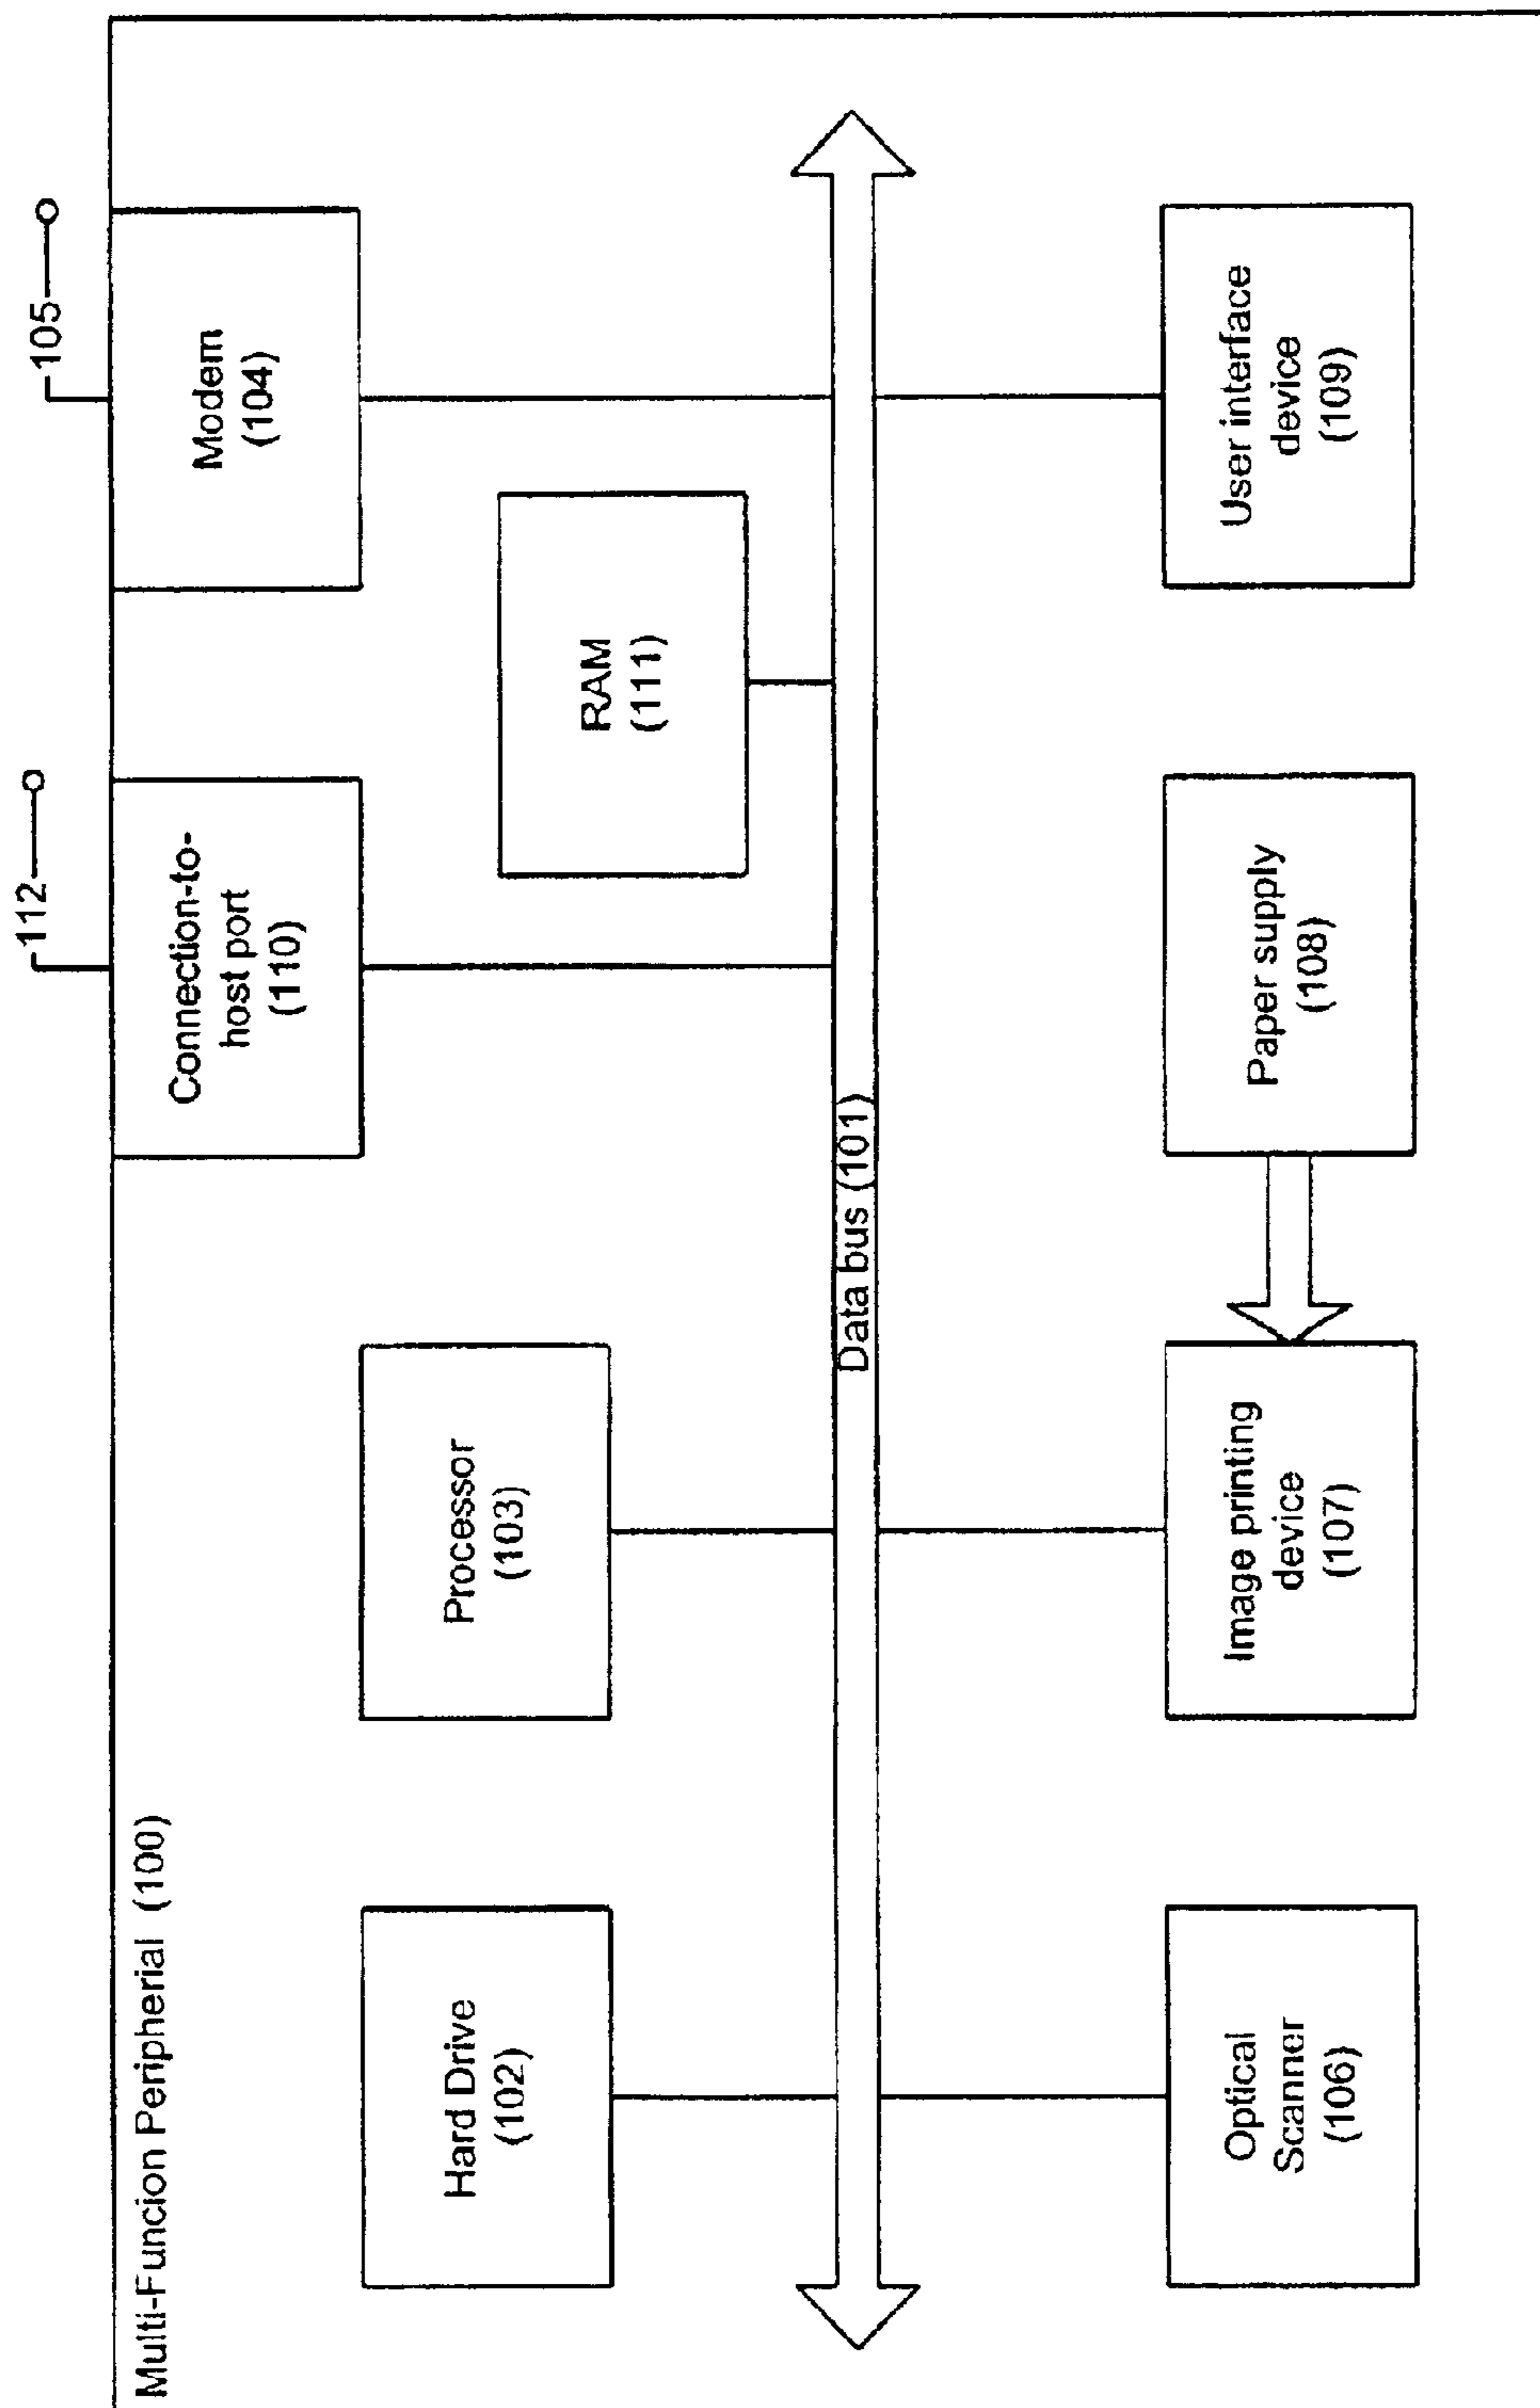 Multi-Funcion Peripherial (100)
112
105
Connection-to-
host port
(110)
Modem
(104)
Hard Drive
(102)
Processor
(103)
RAM
(111)
Data bus (101)
Optical
Scanner
(106)
Image printing
device
(107)
Paper supply
(108)
User interface
device
(109)